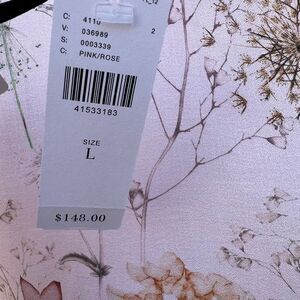 C: 4110
V: 036989 2
S: 0003339
C: PINK/ROSE
41533183
SIZE
L
$148.00